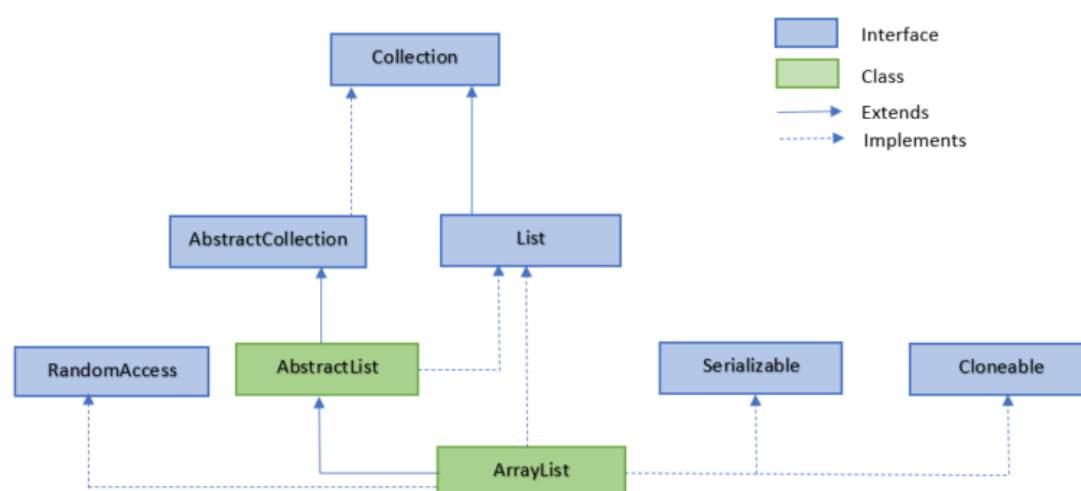 Collection
Interface
Class
Extends
Implements
AbstractCollection
List
RandomAccess
AbstractList
Serializable
Cloneable
ArrayList